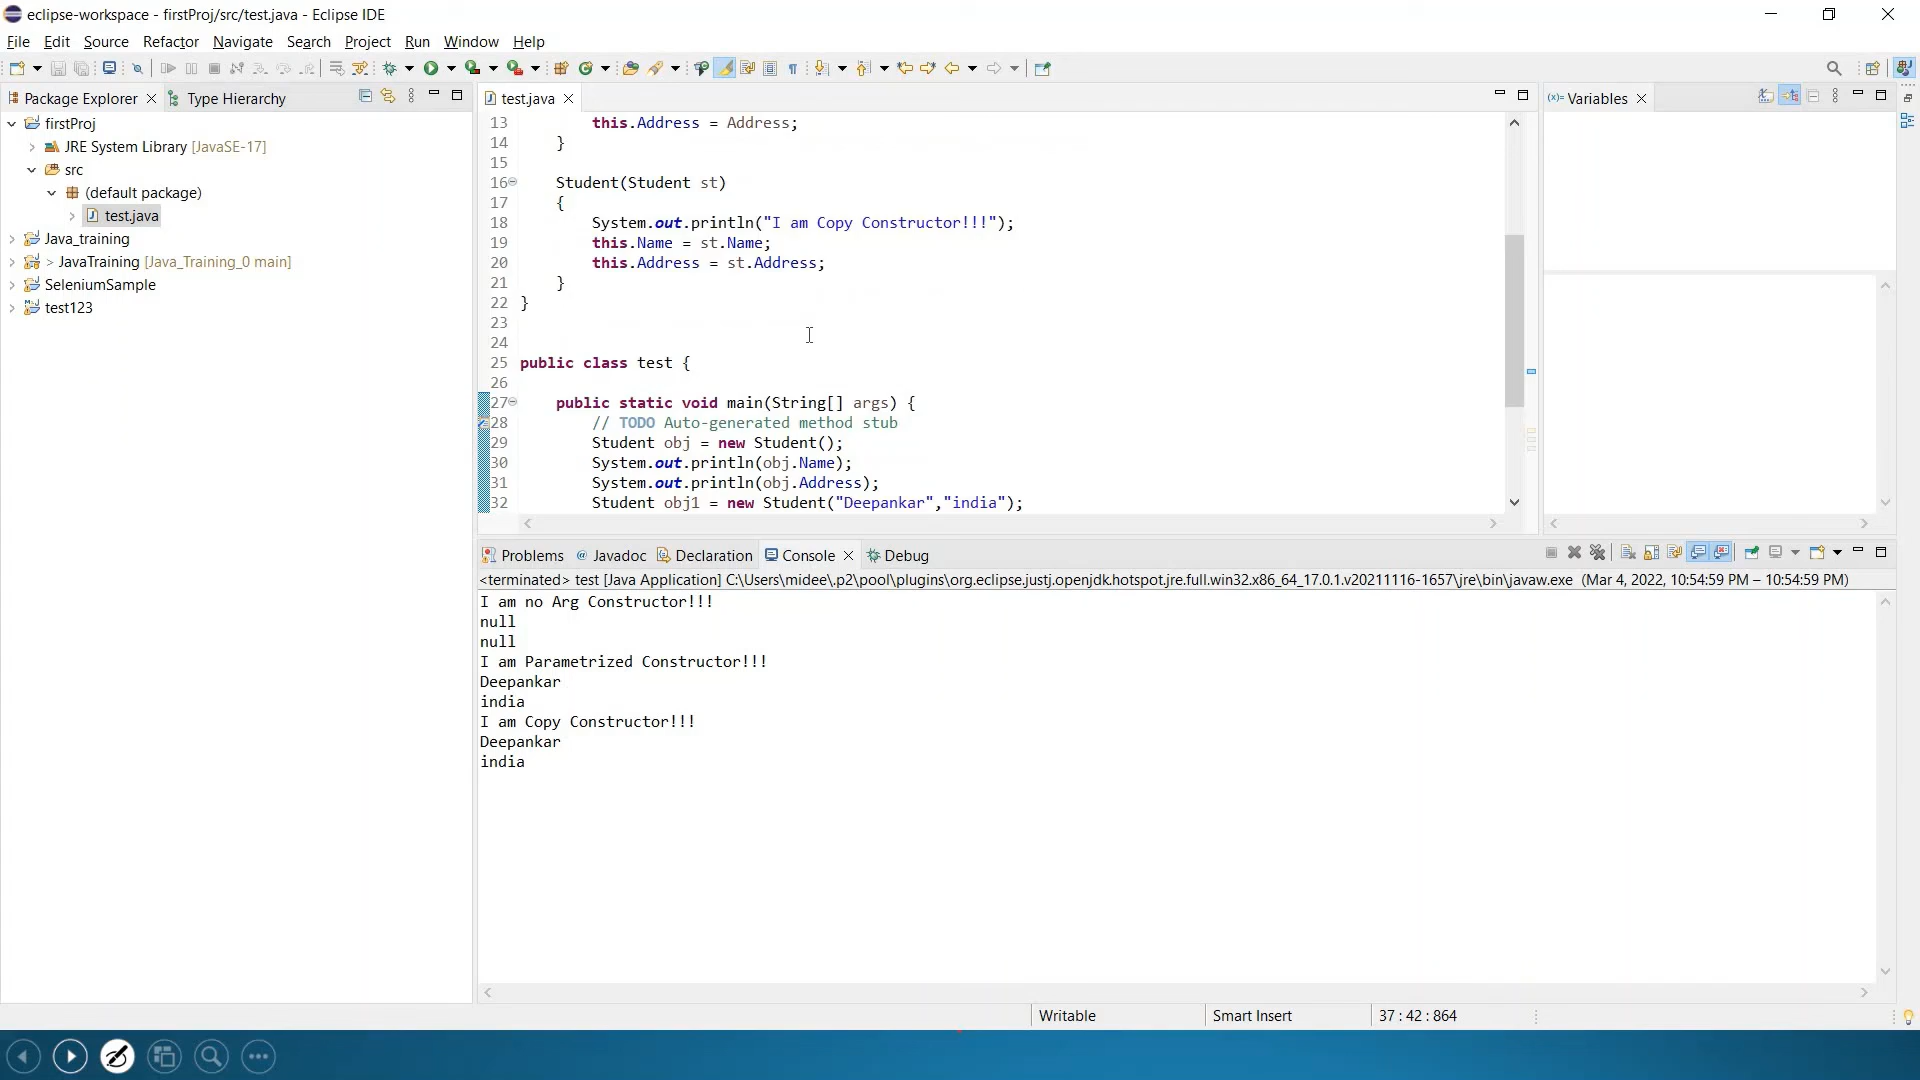 eclipse-workspace - firstProj/src/test.java - Eclipse IDE
File Edit Source Refactor Navigate Search Project Run Window Help
Package Explorer Type Hierarchy
firstProj
JRE System Library [JavaSE-17]
src
(default package)
test.java
Java_training
> JavaTraining [Java_Training_0 main]
SeleniumSample
test123
test.java
13 this.Address = Address;
14 }
15
16 Student(Student st)
17 {
18 System.out.println("I am Copy Constructor!!!");
19 this.Name = st.Name;
20 this.Address = st.Address;
21 }
22 }
23
24
25 public class test {
26
27 public static void main(String[] args) {
28 // TODO Auto-generated method stub
29 Student obj = new Student();
30 System.out.println(obj.Name);
31 System.out.println(obj.Address);
32 Student obj1 = new Student("Deepankar","india");
(x)= Variables
Problems @ Javadoc Declaration Console Debug
<terminated> test [Java Application] C:\Users\midee\.p2\pool\plugins\org.eclipse.justj.openjdk.hotspot.jre.full.win32.x86_64_17.0.1.v20211116-1657\jre\bin\javaw.exe (Mar 4, 2022, 10:54:59 PM – 10:54:59 PM)
I am no Arg Constructor!!!
null
null
I am Parametrized Constructor!!!
Deepankar
india
I am Copy Constructor!!!
Deepankar
india
Writable Smart Insert 37 : 42 : 864